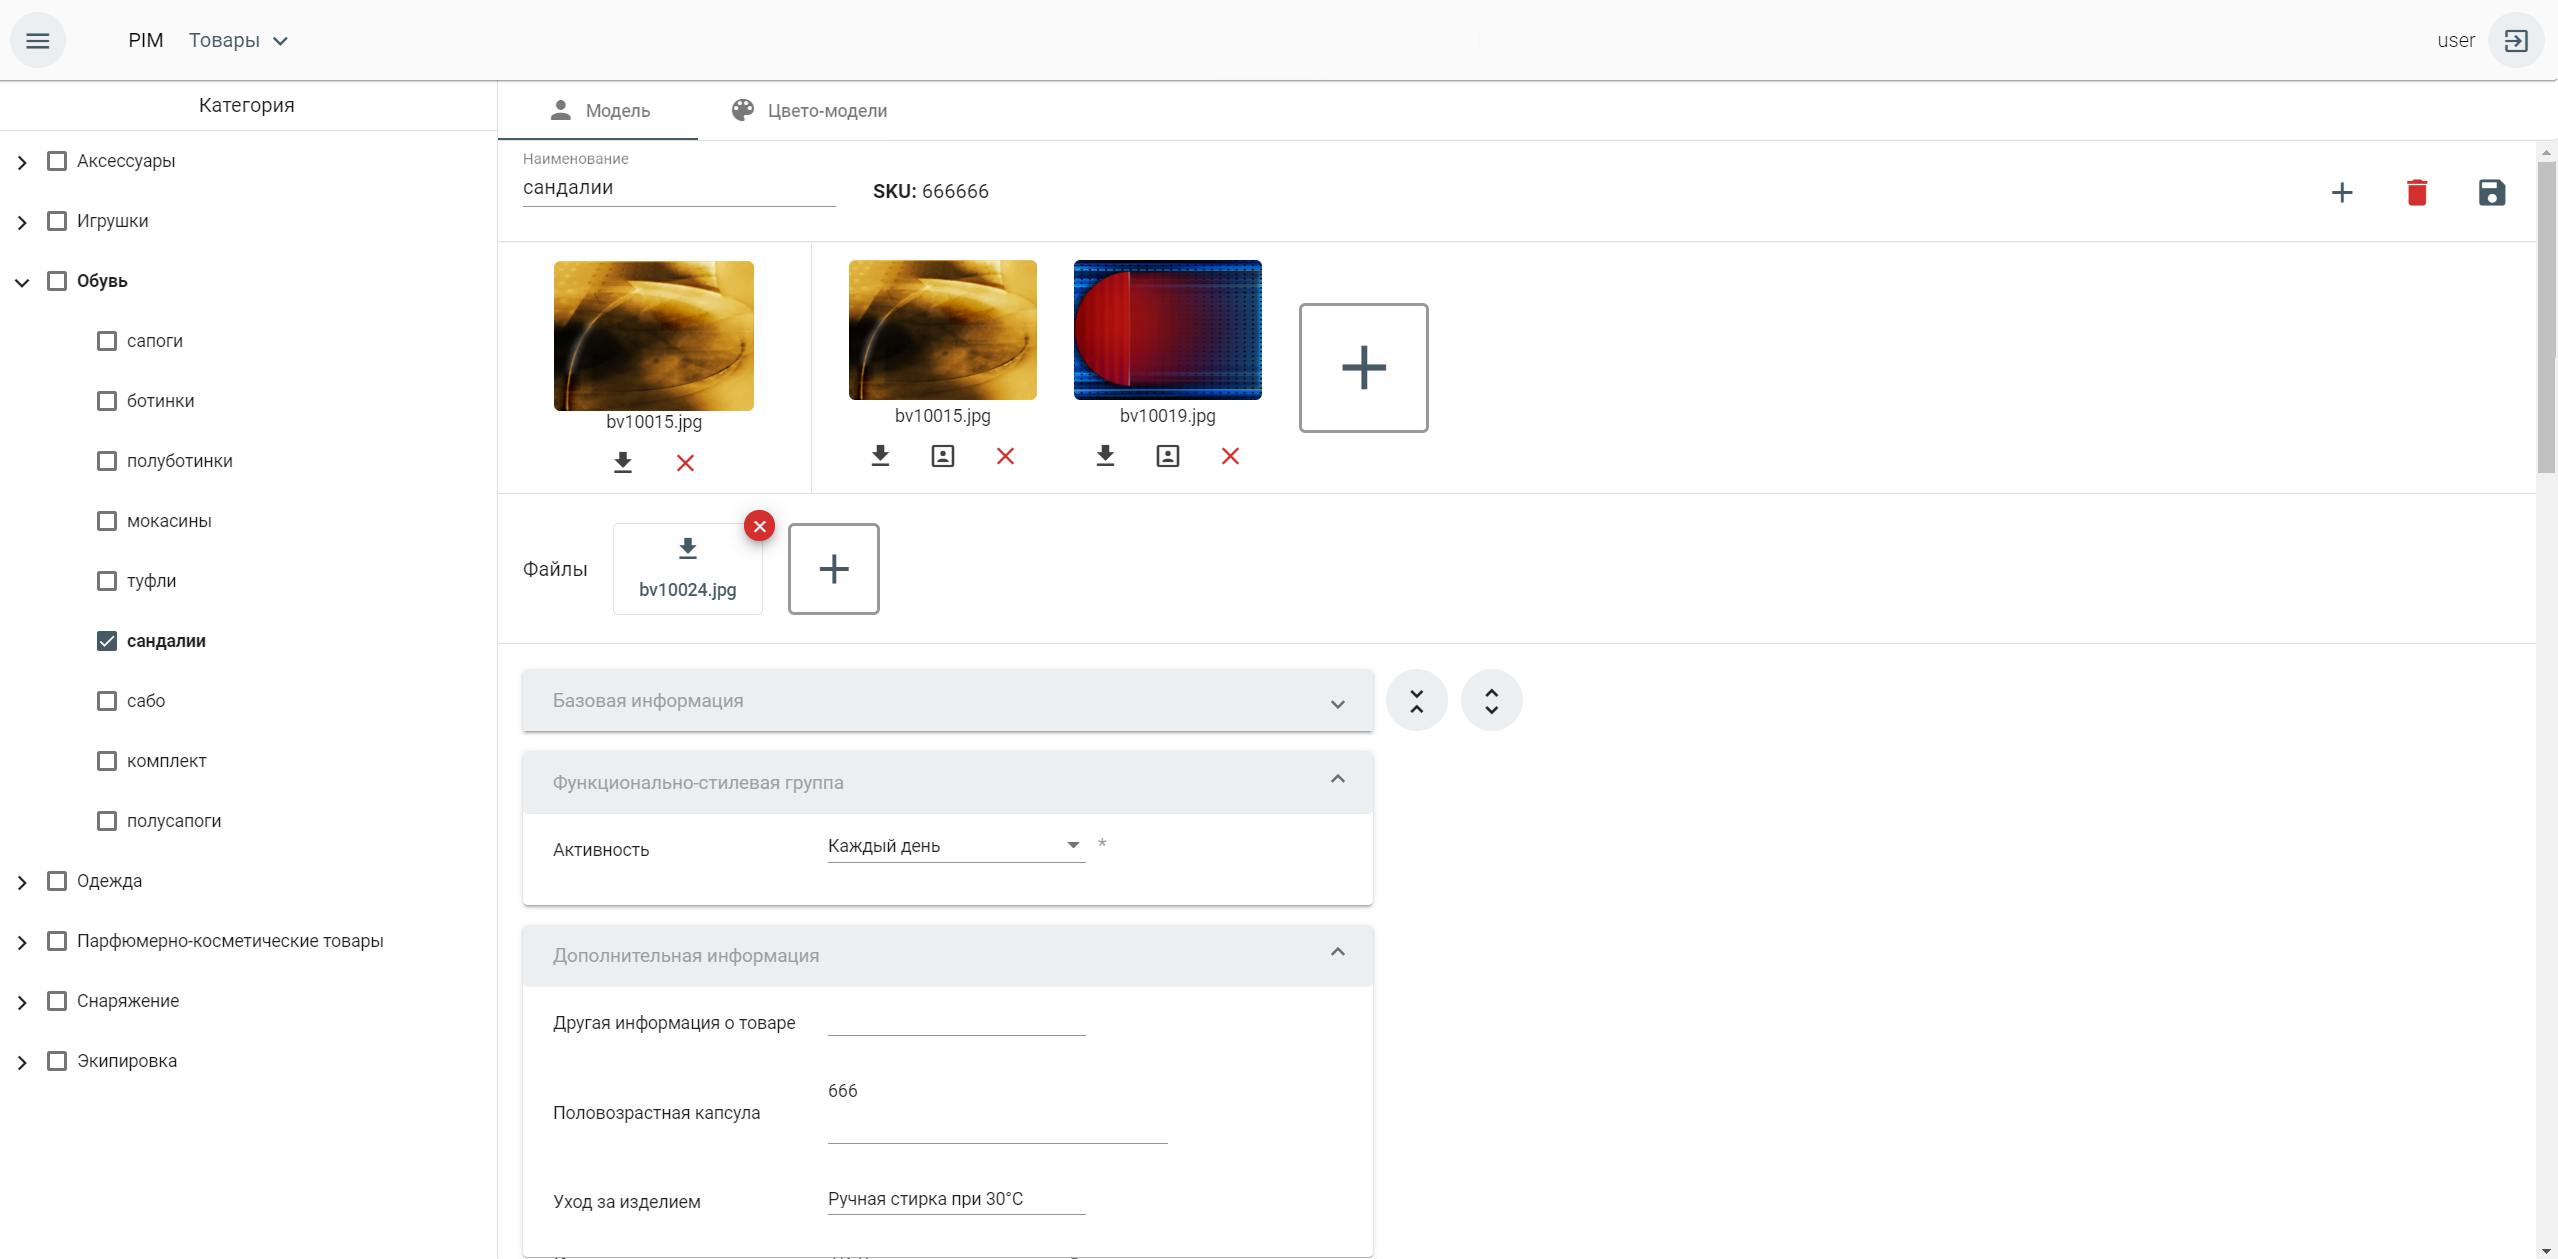 PIM Товары
user
Категория
Аксессуары
Игрушки
Обувь
сапоги
ботинки
полуботинки
мокасины
туфли
сандалии
сабо
комплект
полусапоги
Одежда
Парфюмерно-косметические товары
Снаряжение
Экипировка
Модель
Цвето-модели
Наименование
сандалии
SKU: 666666
bv10015.jpg
bv10015.jpg
bv10019.jpg
Файлы
bv10024.jpg
Базовая информация
Функционально-стилевая группа
Активность
Каждый день *
Дополнительная информация
Другая информация о товаре
Половозрастная капсула
666
Уход за изделием
Ручная стирка при 30°C